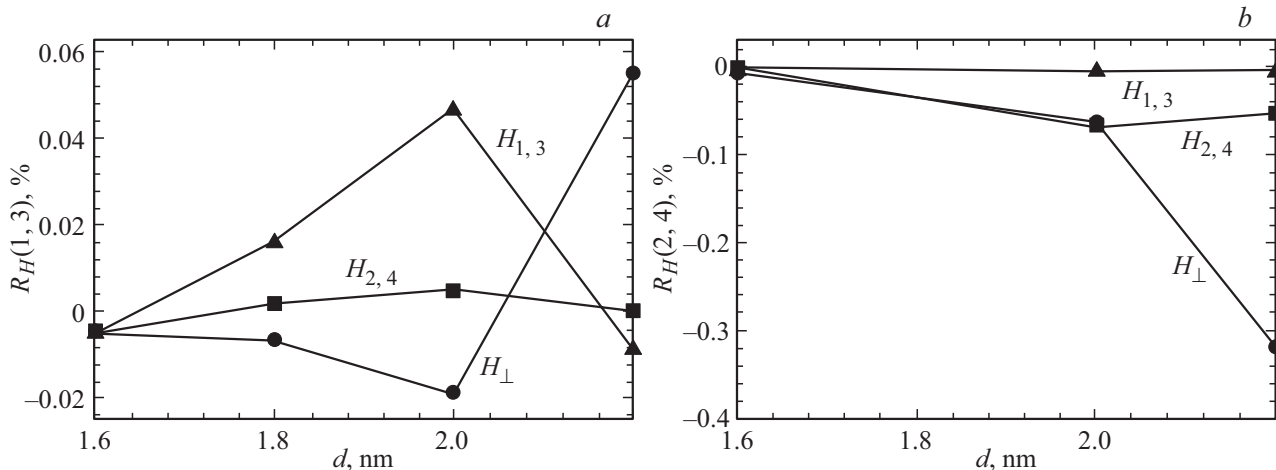 a
0.06
0.04
0.02
0
–0.02
R_H(1, 3), %
H_{1, 3}
H_{2, 4}
H_⊥
1.6
1.8
2.0
d, nm
b
0
–0.1
–0.2
–0.3
–0.4
R_H(2, 4), %
H_{1, 3}
H_{2, 4}
H_⊥
1.6
1.8
2.0
d, nm